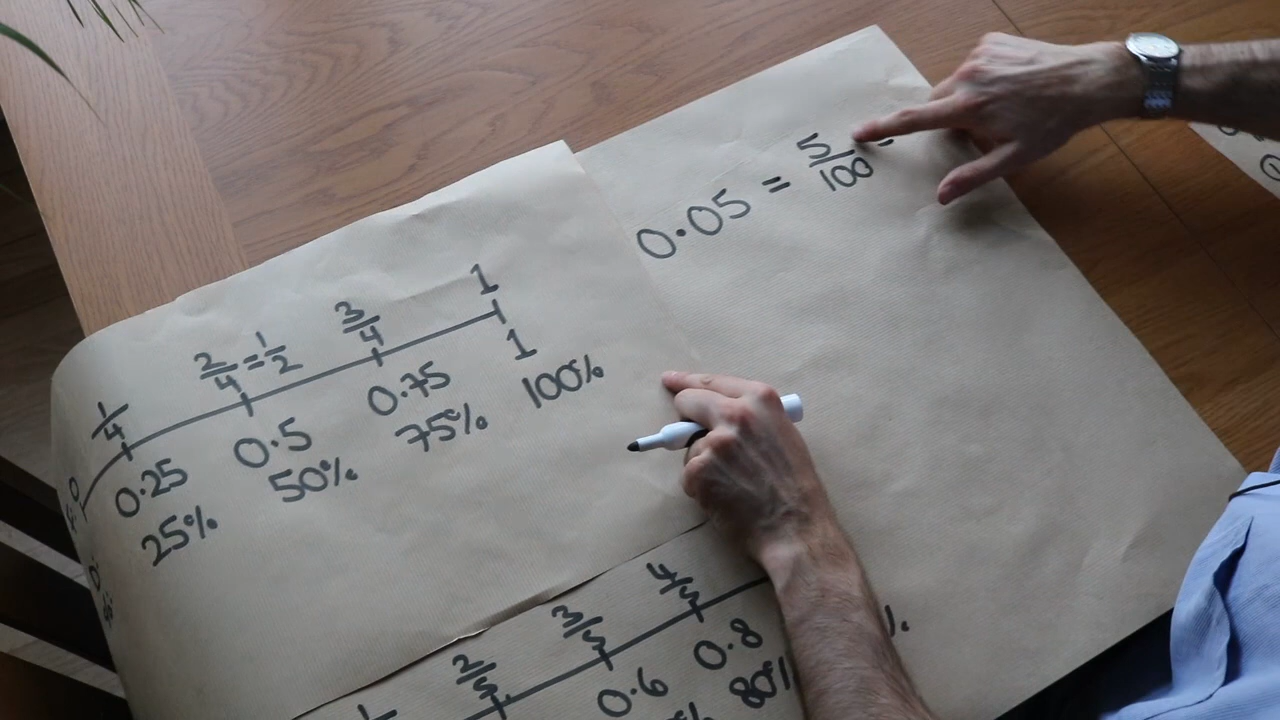 0.05 = 5/100
1/4 2/4 = 1/2 3/4 1
0 0.25 0.5 0.75 1
25% 50% 75% 100%
2/5 3/5 4/5
0.6 0.8
80%